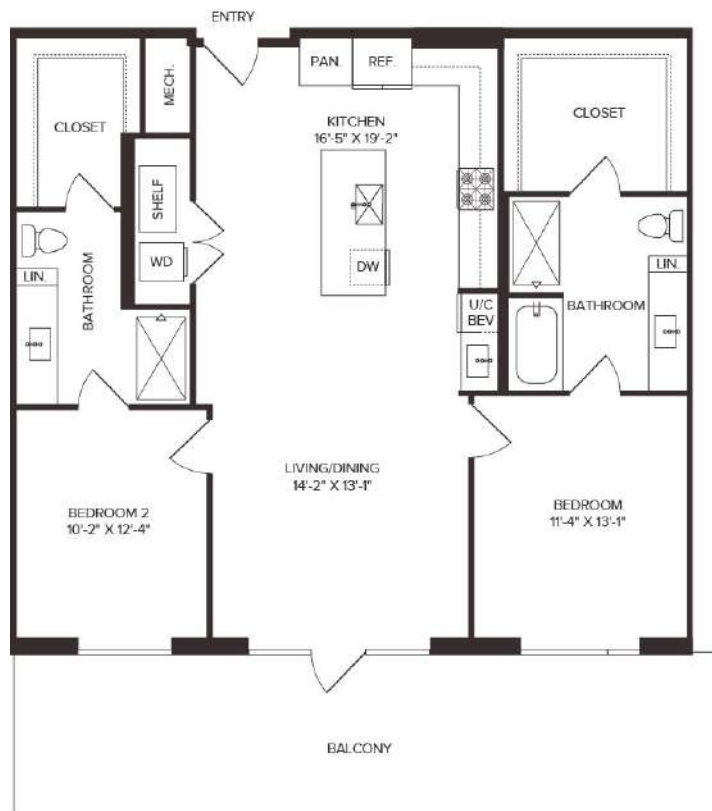 ENTRY
PAN.
REF.
MECH.
CLOSET
KITCHEN
16'-5" X 19'-2"
CLOSET
SHELF
WD
DW
LIN.
BATHROOM
U/C
BEV
BATHROOM
LIN.
LIVING/DINING
14'-2" X 13'-1"
BEDROOM 2
10'-2" X 12'-4"
BEDROOM
11'-4" X 13'-1"
BALCONY